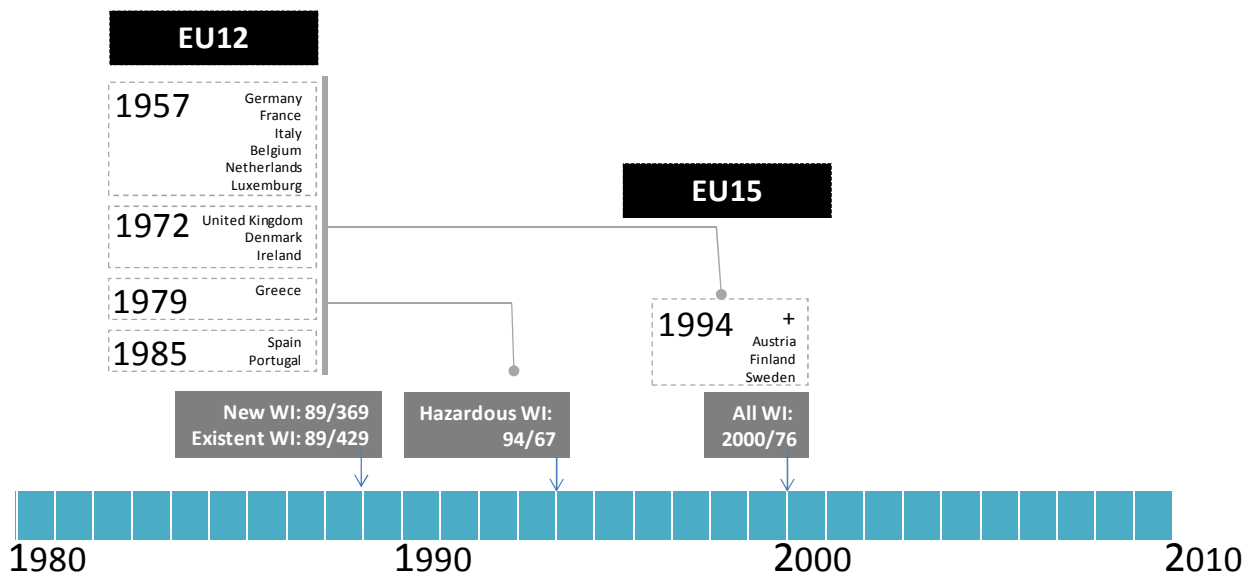 EU12
1957
Germany
France
Italy
Belgium
Netherlands
Luxemburg
1972
United Kingdom
Denmark
Ireland
1979
Greece
1985
Spain
Portugal
EU15
1994
+
Austria
Finland
Sweden
New WI: 89/369
Existent WI: 89/429
Hazardous WI:
94/67
All WI:
2000/76
1980
1990
2000
2010